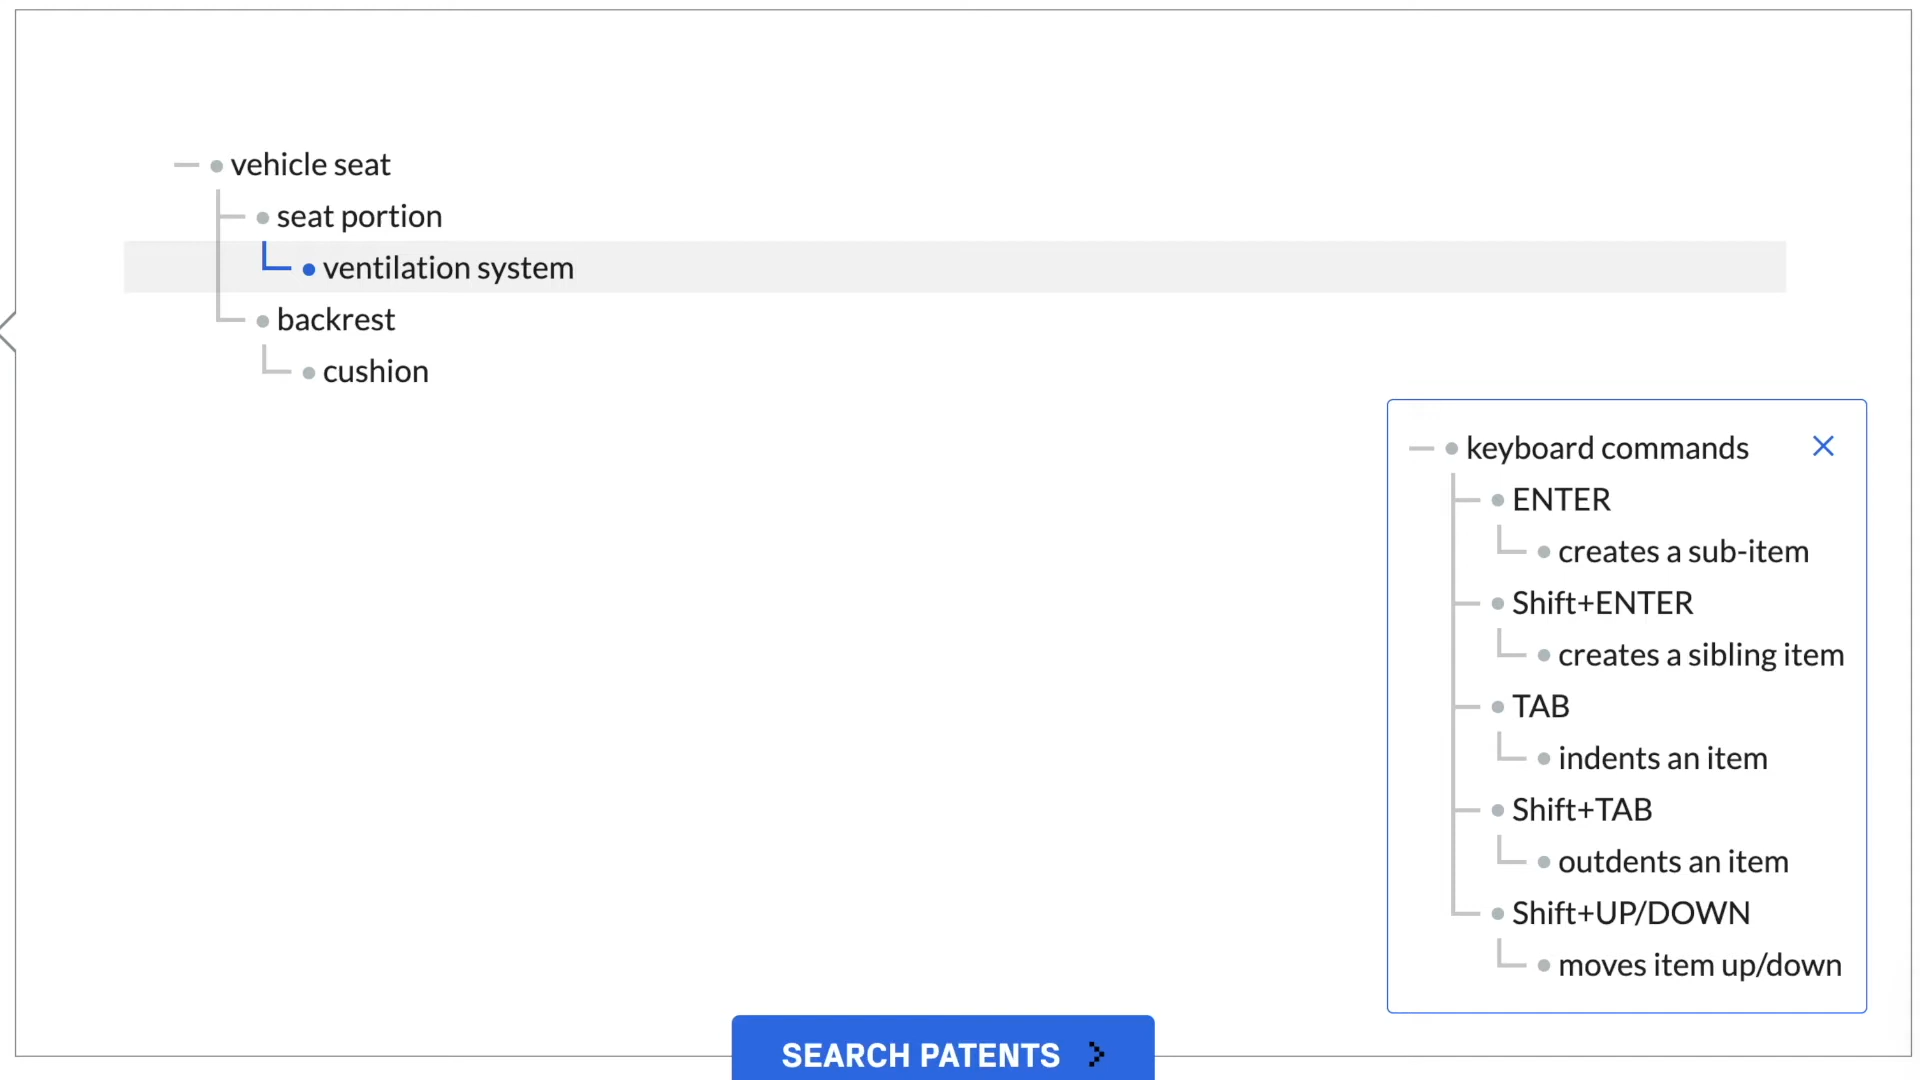 vehicle seat
seat portion
ventilation system
backrest
cushion
keyboard commands
ENTER
creates a sub-item
Shift+ENTER
creates a sibling item
TAB
indents an item
Shift+TAB
outdents an item
Shift+UP/DOWN
moves item up/down
SEARCH PATENTS